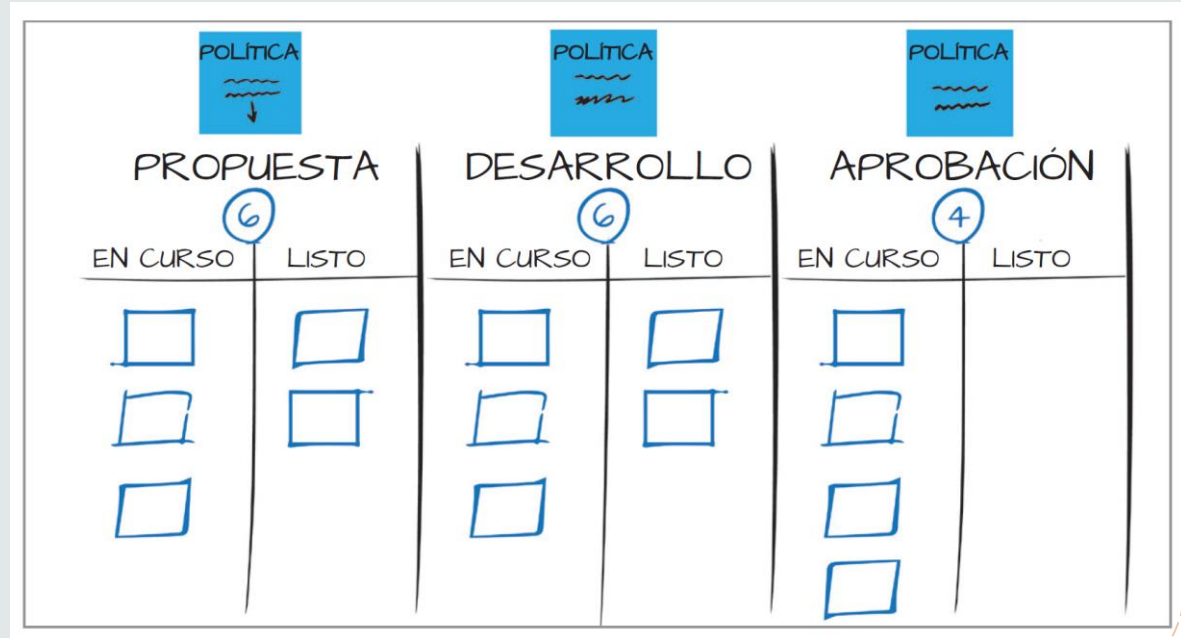 POLÍTICA
POLÍTICA
POLÍTICA
PROPUESTA
DESARROLLO
APROBACIÓN
6
6
4
EN CURSO
LISTO
EN CURSO
LISTO
EN CURSO
LISTO